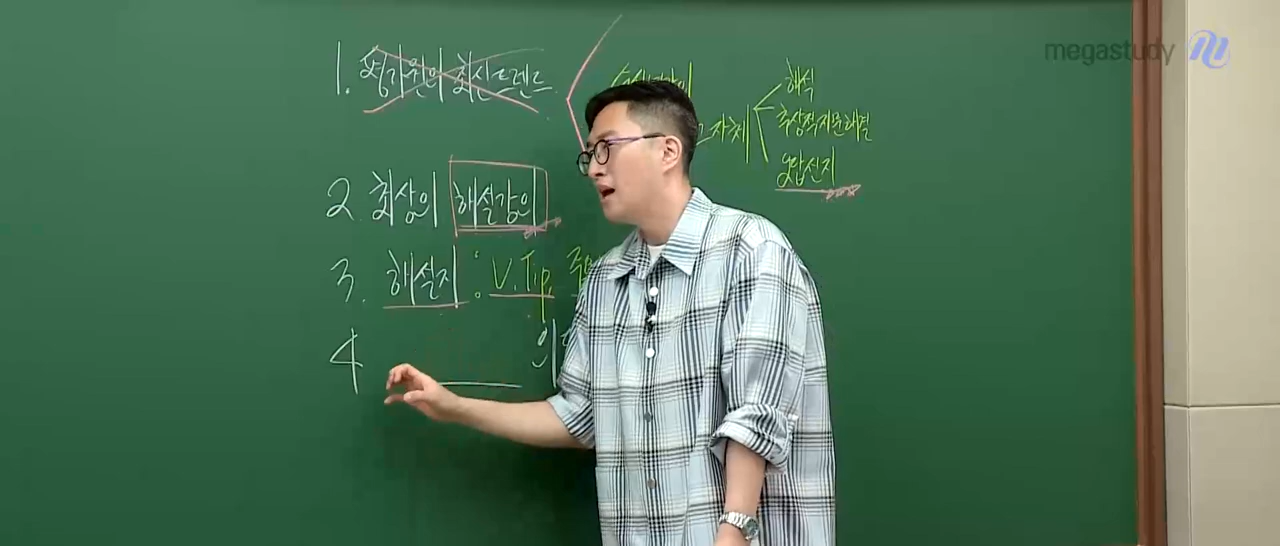 megastudy
1. 평가원의 최신트렌드
자체
해석
추상적지문해결
오답선지
2. 최상의 해설강의
3. 해설지 : V.Tip.
4